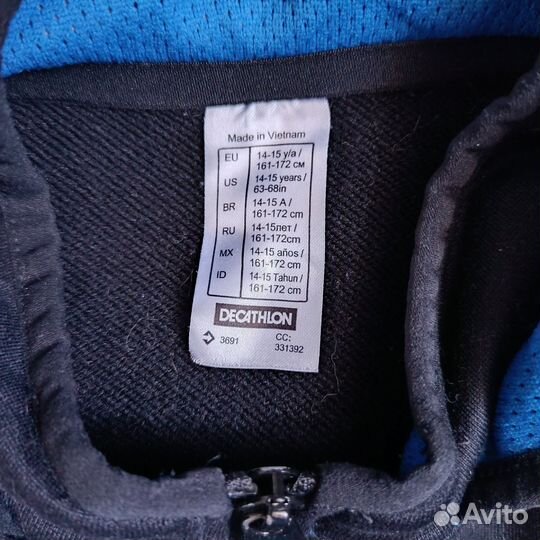 Made in Vietnam
EU 14-15 y/a / 161-172 см
US 14-15 years / 63-68in
BR 14-15 A / 161-172 cm
RU 14-15лет / 161-172cm
MX 14-15 años / 161-172 cm
ID 14-15 Tahun / 161-172 cm
DECATHLON
3691 CC: 331392
Avito